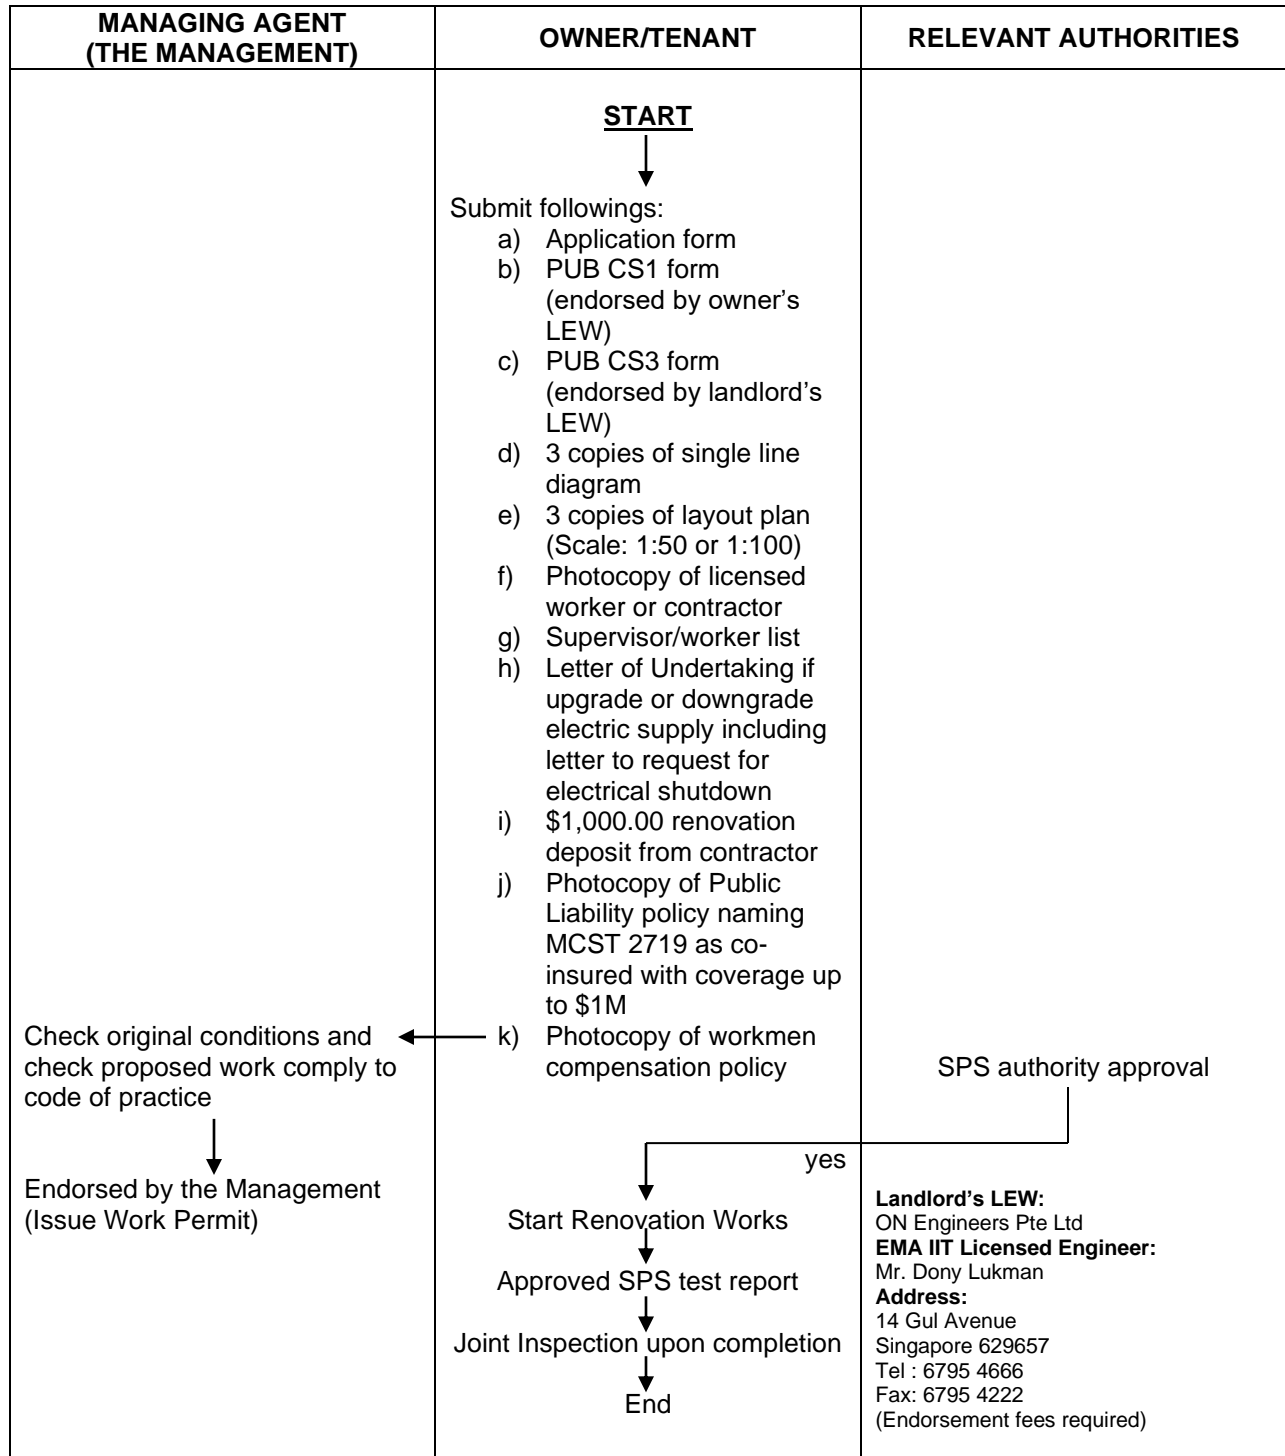 MANAGING AGENT
(THE MANAGEMENT)
OWNER/TENANT
RELEVANT AUTHORITIES
START
Submit followings:
a) Application form
b) PUB CS1 form
(endorsed by owner’s
LEW)
c) PUB CS3 form
(endorsed by landlord’s
LEW)
d) 3 copies of single line
diagram
e) 3 copies of layout plan
(Scale: 1:50 or 1:100)
f) Photocopy of licensed
worker or contractor
g) Supervisor/worker list
h) Letter of Undertaking if
upgrade or downgrade
electric supply including
letter to request for
electrical shutdown
i) $1,000.00 renovation
deposit from contractor
j) Photocopy of Public
Liability policy naming
MCST 2719 as co-
insured with coverage up
to $1M
k) Photocopy of workmen
compensation policy
Check original conditions and
check proposed work comply to
code of practice
Endorsed by the Management
(Issue Work Permit)
SPS authority approval
yes
Start Renovation Works
Approved SPS test report
Joint Inspection upon completion
End
Landlord’s LEW:
ON Engineers Pte Ltd
EMA IIT Licensed Engineer:
Mr. Dony Lukman
Address:
14 Gul Avenue
Singapore 629657
Tel : 6795 4666
Fax: 6795 4222
(Endorsement fees required)